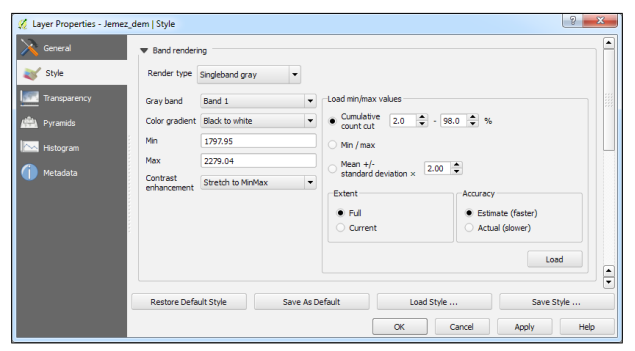 Layer Properties - Jemez_dem | Style
General
Style
Transparency
Pyramids
Histogram
Metadata
Band rendering
Render type Singleband gray
Gray band Band 1
Color gradient Black to white
Min 1797.95
Max 2279.04
Contrast
enhancement Stretch to MinMax
Load min/max values
Cumulative
count cut 2.0 - 98.0 %
Min / max
Mean +/-
standard deviation × 2.00
Extent
Full
Current
Accuracy
Estimate (faster)
Actual (slower)
Load
Restore Default Style Save As Default Load Style ... Save Style ...
OK Cancel Apply Help